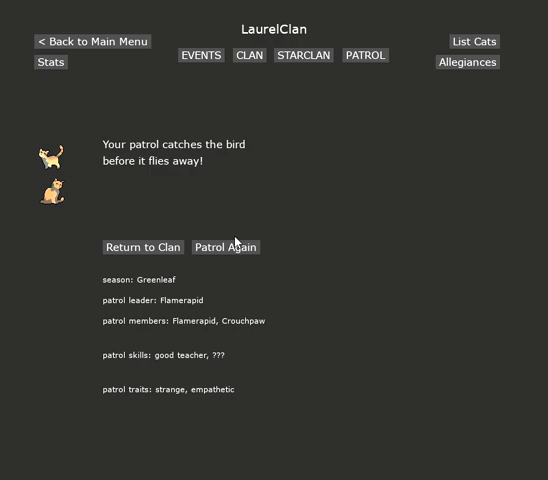 LaurelClan
< Back to Main Menu
List Cats
EVENTS
CLAN
STARCLAN
PATROL
Stats
Allegiances
Your patrol catches the bird
before it flies away!
Return to Clan
Patrol Again
season: Greenleaf
patrol leader: Flamerapid
patrol members: Flamerapid, Crouchpaw
patrol skills: good teacher, ???
patrol traits: strange, empathetic